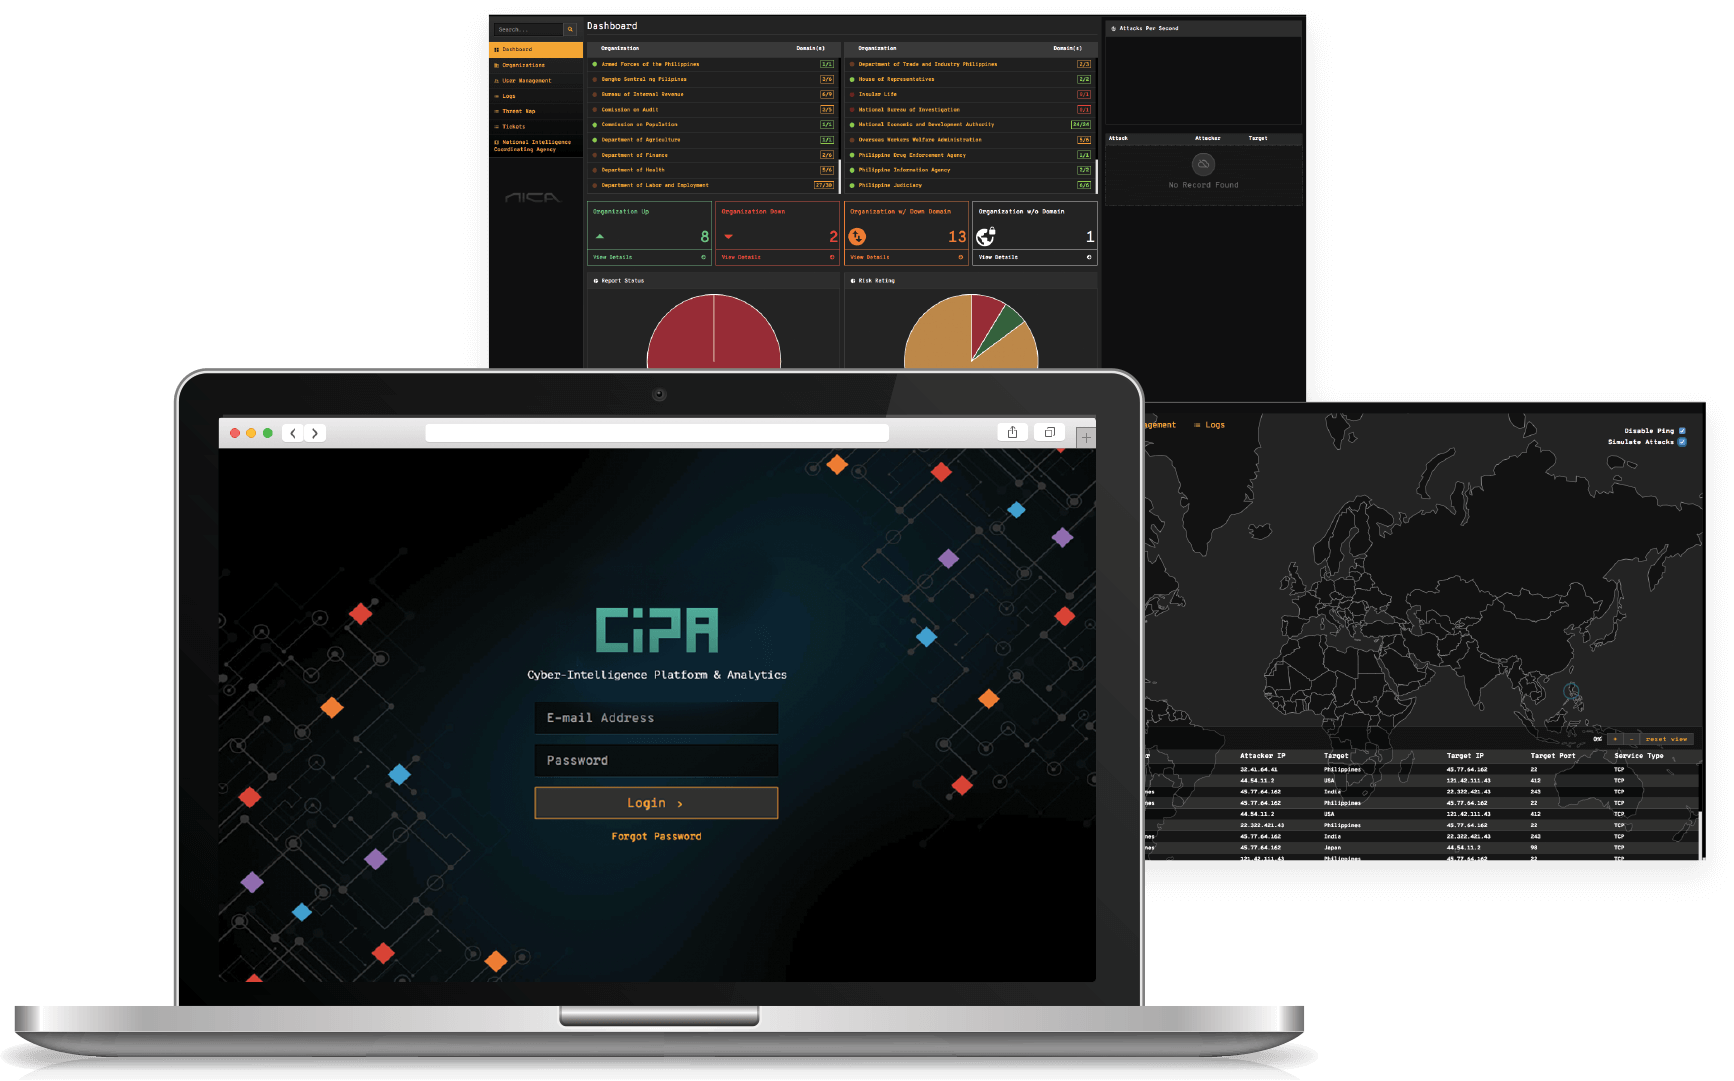 Search...
Dashboard
Organizations
User Management
Logs
Threat Map
Tickets
National Intelligence
Coordinating Agency
NICA
Dashboard
Organization Domain(s)
Armed Forces of the Philippines 1/1
Bangko Sentral ng Pilipinas 3/6
Bureau of Internal Revenue 6/9
Comission on Audit 3/5
Commission on Population 1/1
Department of Agriculture 1/1
Department of Finance 2/6
Department of Health 5/6
Department of Labor and Employment 27/30
Organization Domain(s)
Department of Trade and Industry Philippines 2/3
House of Representatives 2/2
Insular Life 0/1
National Bureau of Investigation 0/1
National Economic and Development Authority 24/24
Overseas Workers Welfare Administration 5/6
Philippine Drug Enforcement Agency 1/1
Philippine Information Agency 2/2
Philippine Judiciary 6/6
Organization Up
8
View Details
Organization Down
2
View Details
Organization w/ Down Domain
13
View Details
Organization w/o Domain
1
View Details
Report Status
Risk Rating
Attacks Per Second
Attack Attacker Target
No Record Found
CiPA
Cyber-Intelligence Platform & Analytics
E-mail Address
Password
Login ›
Forgot Password
agement Logs
Disable Ping
Simulate Attacks
0% + - reset view
Attacker IP Target Target IP Target Port Service Type
32.41.64.41 Philippines 45.77.64.162 22 TCP
44.54.11.2 USA 121.42.111.43 412 TCP
nes 45.77.64.162 India 22.322.421.43 243 TCP
nes 45.77.64.162 Philippines 45.77.64.162 22 TCP
44.54.11.2 USA 121.42.111.43 412 TCP
22.322.421.43 Philippines 45.77.64.162 22 TCP
nes 45.77.64.162 India 22.322.421.43 243 TCP
nes 45.77.64.162 Japan 44.54.11.2 98 TCP
121.42.111.43 Philippines 45.77.64.162 22 TCP